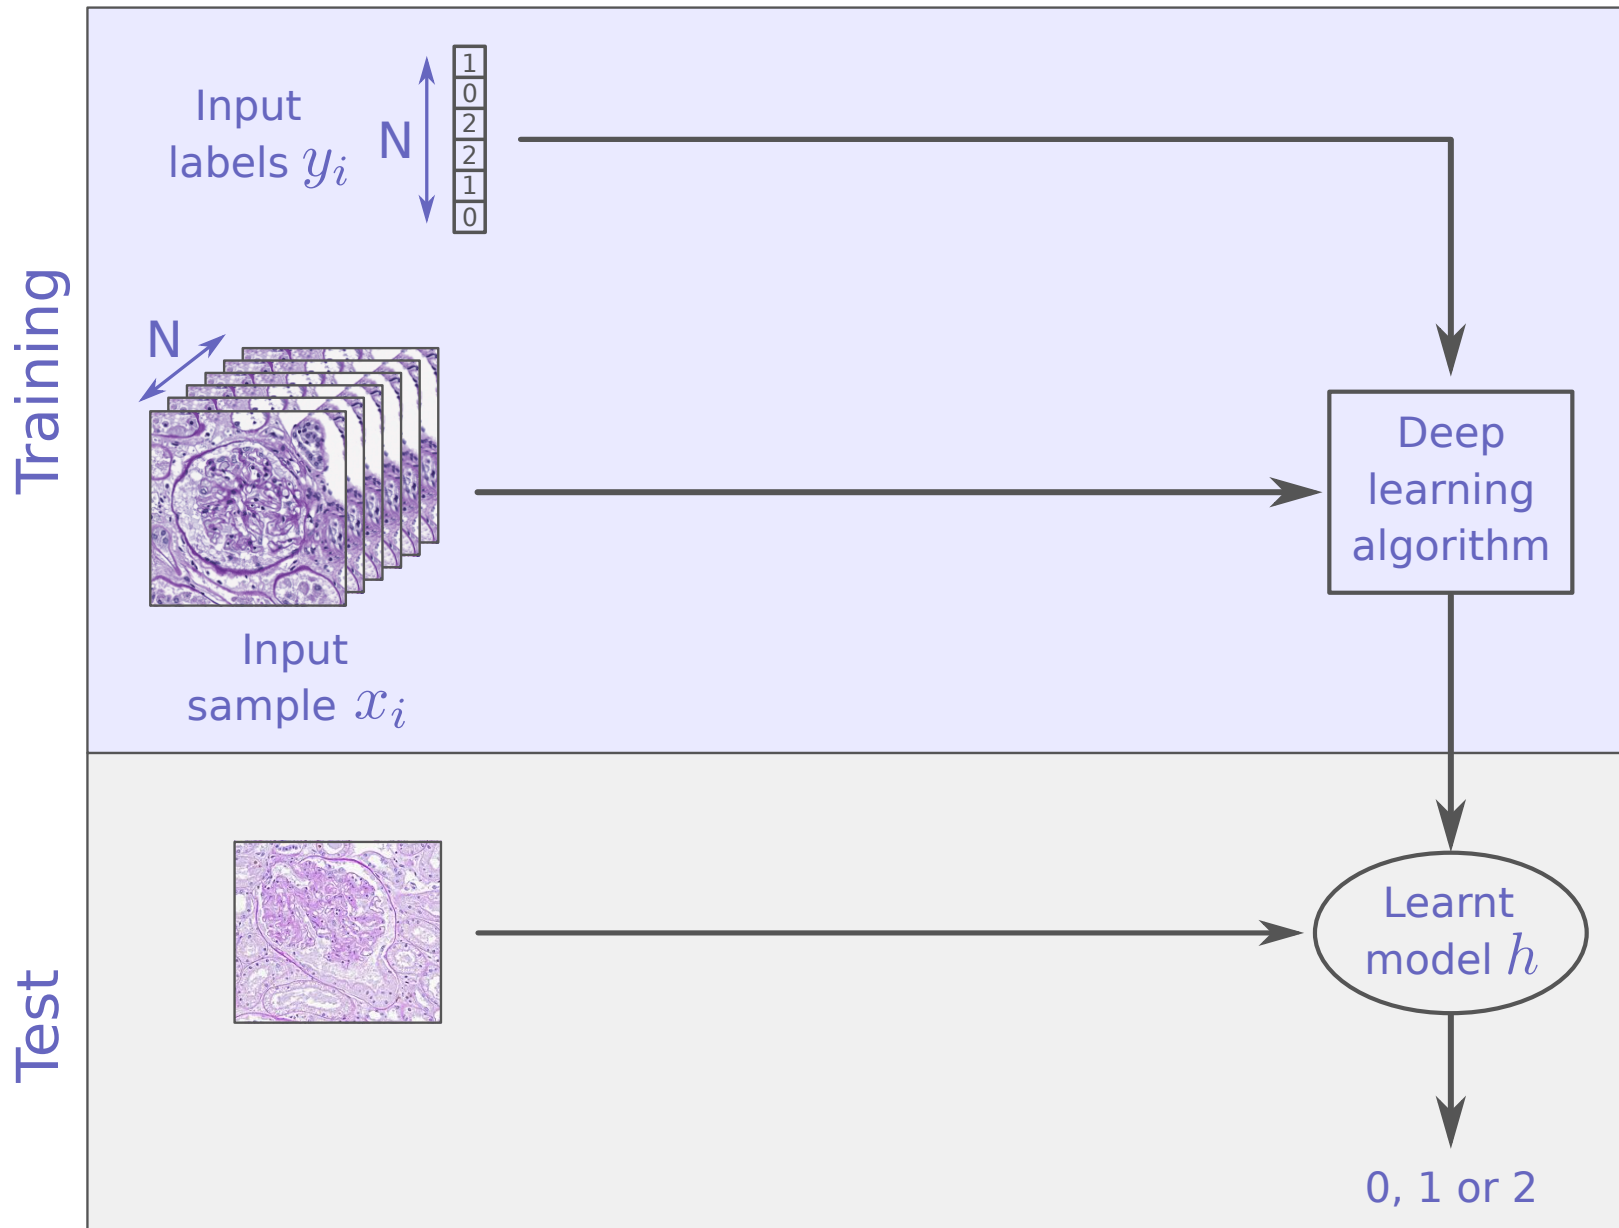 Training
Input
labels y_i
N
1
0
2
2
1
0
N
Input
sample x_i
Deep
learning
algorithm
Test
Learnt
model h
0, 1 or 2